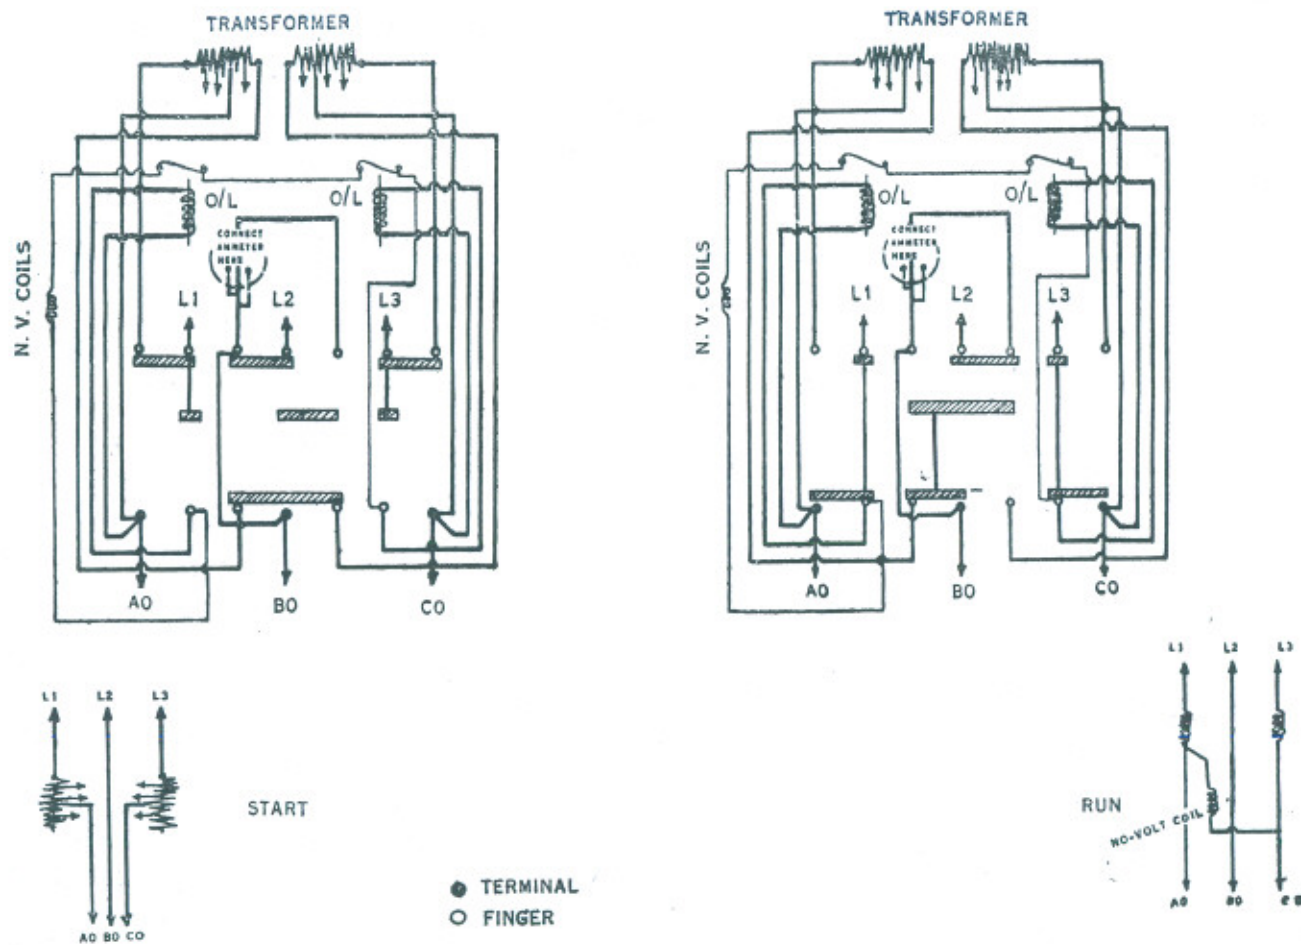 TRANSFORMER
O/L
O/L
CONNECT
AMMETER
HERE
N. V. COILS
L1
L2
L3
AO
BO
CO
TRANSFORMER
O/L
O/L
CONNECT
AMMETER
HERE
N. V. COILS
L1
L2
L3
AO
BO
CO
L1 L2 L3
START
AO BO CO
TERMINAL
FINGER
L1 L2 L3
RUN
NO-VOLT COIL
AO BO